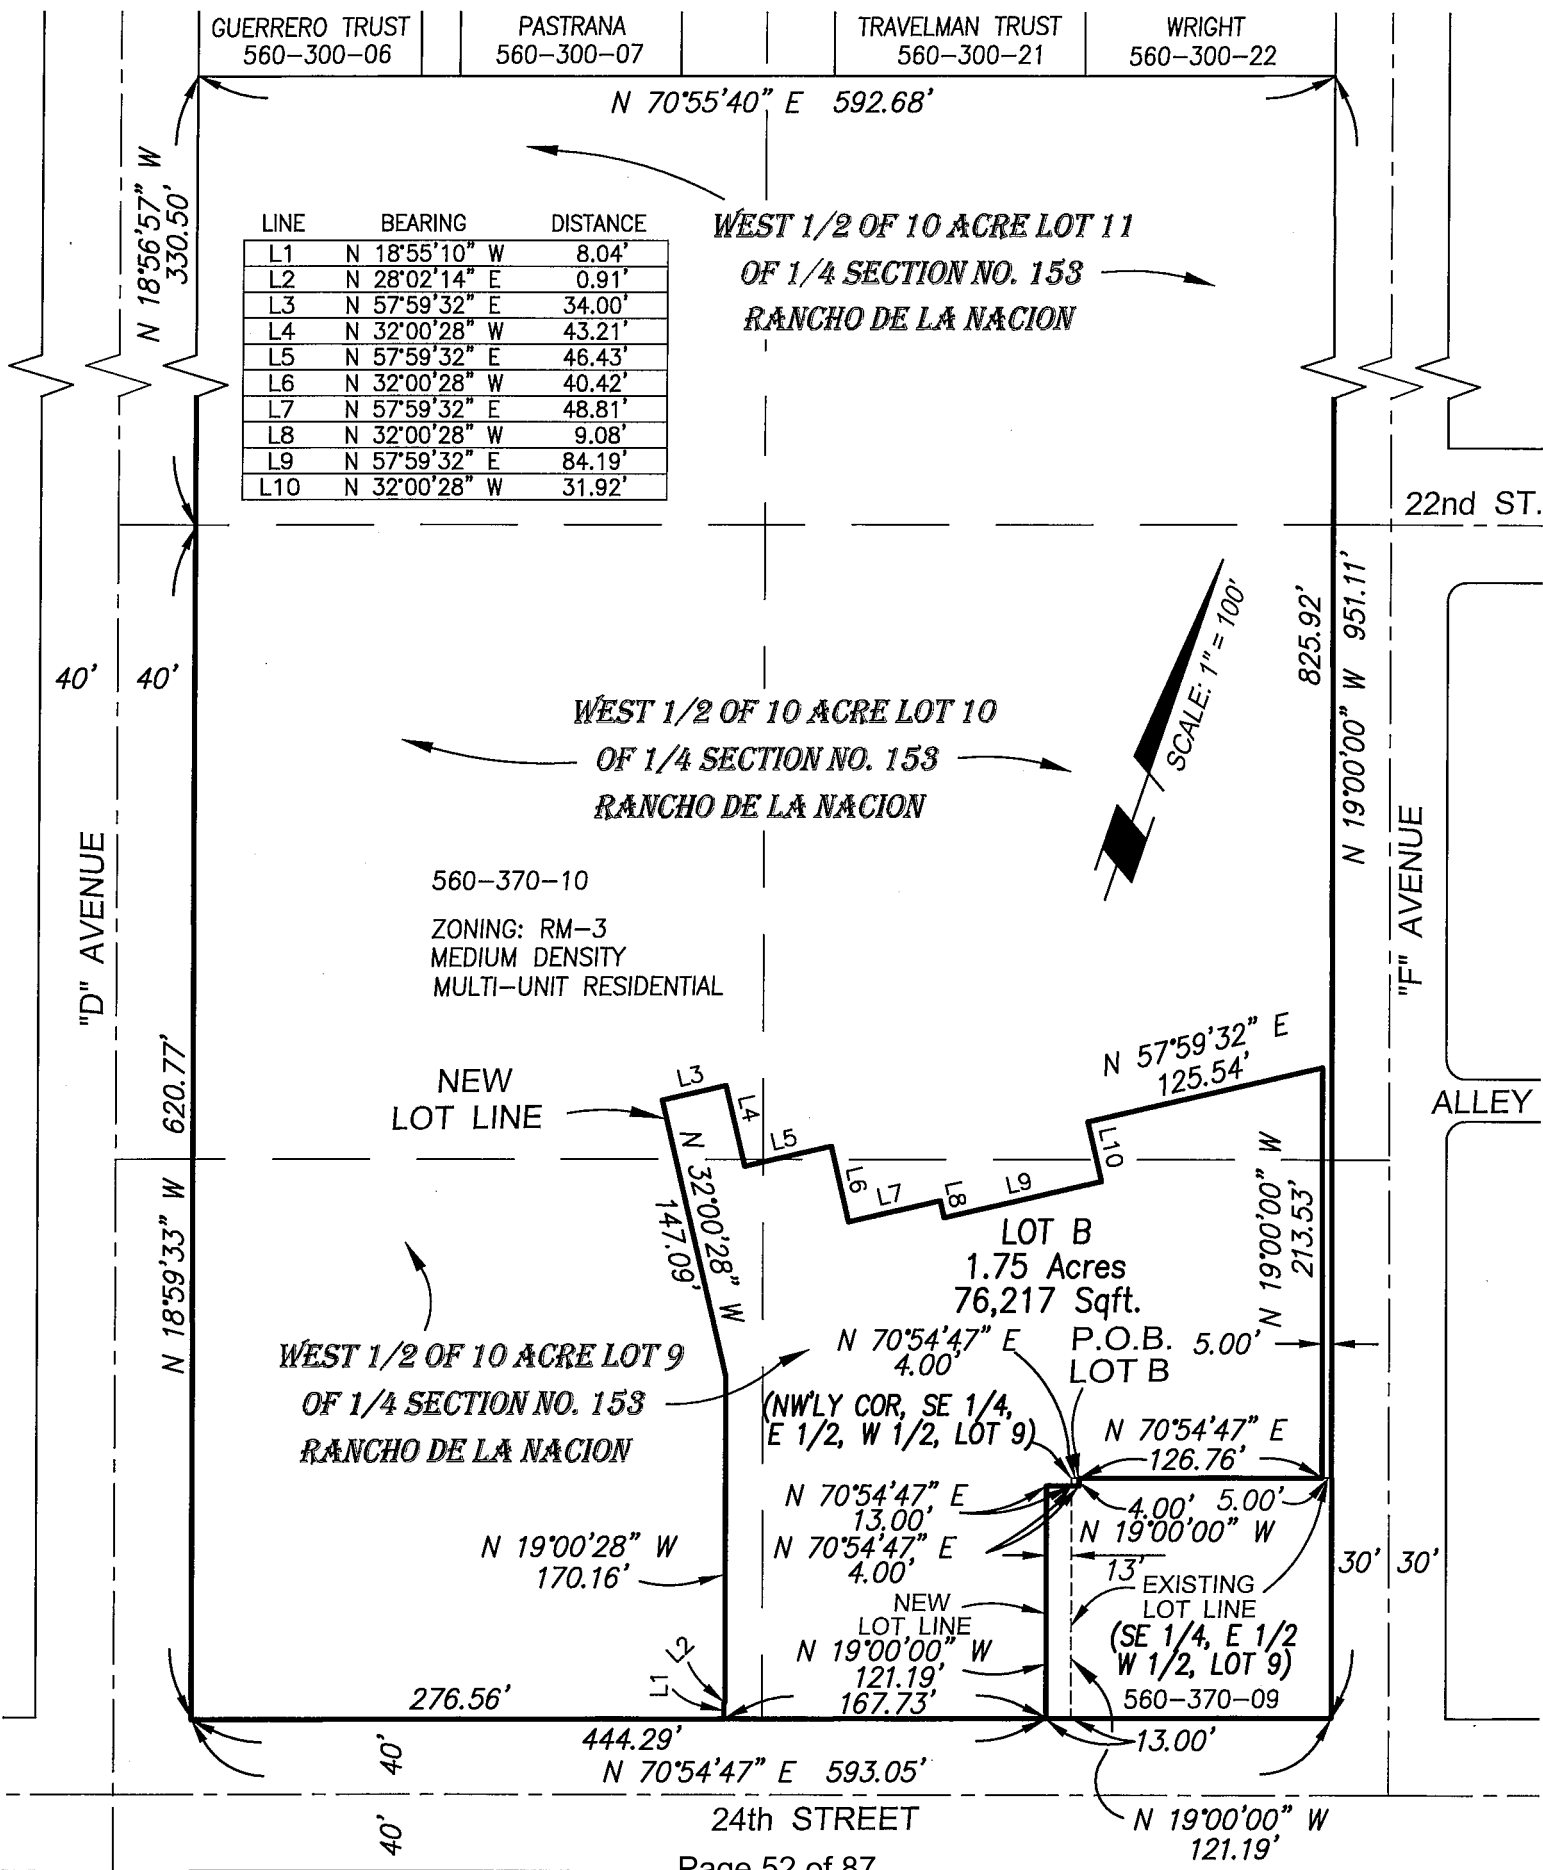 GUERRERO TRUST
560-300-06
PASTRANA
560-300-07
TRAVELMAN TRUST
560-300-21
WRIGHT
560-300-22
N 70°55'40" E 592.68'
N 18°56'57" W
330.50'
LINE BEARING DISTANCE
L1 N 18°55'10" W 8.04'
L2 N 28°02'14" E 0.91'
L3 N 57°59'32" E 34.00'
L4 N 32°00'28" W 43.21'
L5 N 57°59'32" E 46.43'
L6 N 32°00'28" W 40.42'
L7 N 57°59'32" E 48.81'
L8 N 32°00'28" W 9.08'
L9 N 57°59'32" E 84.19'
L10 N 32°00'28" W 31.92'
WEST 1/2 OF 10 ACRE LOT 11
OF 1/4 SECTION NO. 153
RANCHO DE LA NACION
22nd ST.
SCALE: 1" = 100'
825.92'
N 19°00'00" W 951.11'
40'
40'
WEST 1/2 OF 10 ACRE LOT 10
OF 1/4 SECTION NO. 153
RANCHO DE LA NACION
"D" AVENUE
"F" AVENUE
560-370-10
ZONING: RM-3
MEDIUM DENSITY
MULTI-UNIT RESIDENTIAL
N 18°59'33" W 620.77'
NEW
LOT LINE
L3
L4
L5
L6
L7
L8
L9
L10
N 57°59'32" E
125.54'
ALLEY
N 32°00'28" W
147.09'
N 19°00'00" W
213.53'
LOT B
1.75 Acres
76,217 Sqft.
N 70°54'47" E
4.00'
P.O.B.
LOT B
5.00'
WEST 1/2 OF 10 ACRE LOT 9
OF 1/4 SECTION NO. 153
RANCHO DE LA NACION
(NW'LY COR, SE 1/4,
E 1/2, W 1/2, LOT 9)
N 70°54'47" E
126.76'
N 70°54'47" E
13.00'
4.00'
5.00'
N 19°00'00" W
N 70°54'47" E
4.00'
13'
N 19°00'28" W
170.16'
30'
30'
EXISTING
LOT LINE
NEW
LOT LINE
(SE 1/4, E 1/2
W 1/2, LOT 9)
560-370-09
N 19°00'00" W
121.19'
L1
L2
276.56'
167.73'
444.29'
13.00'
N 70°54'47" E 593.05'
40'
40'
24th STREET
N 19°00'00" W
121.19'
Page 52 of 87